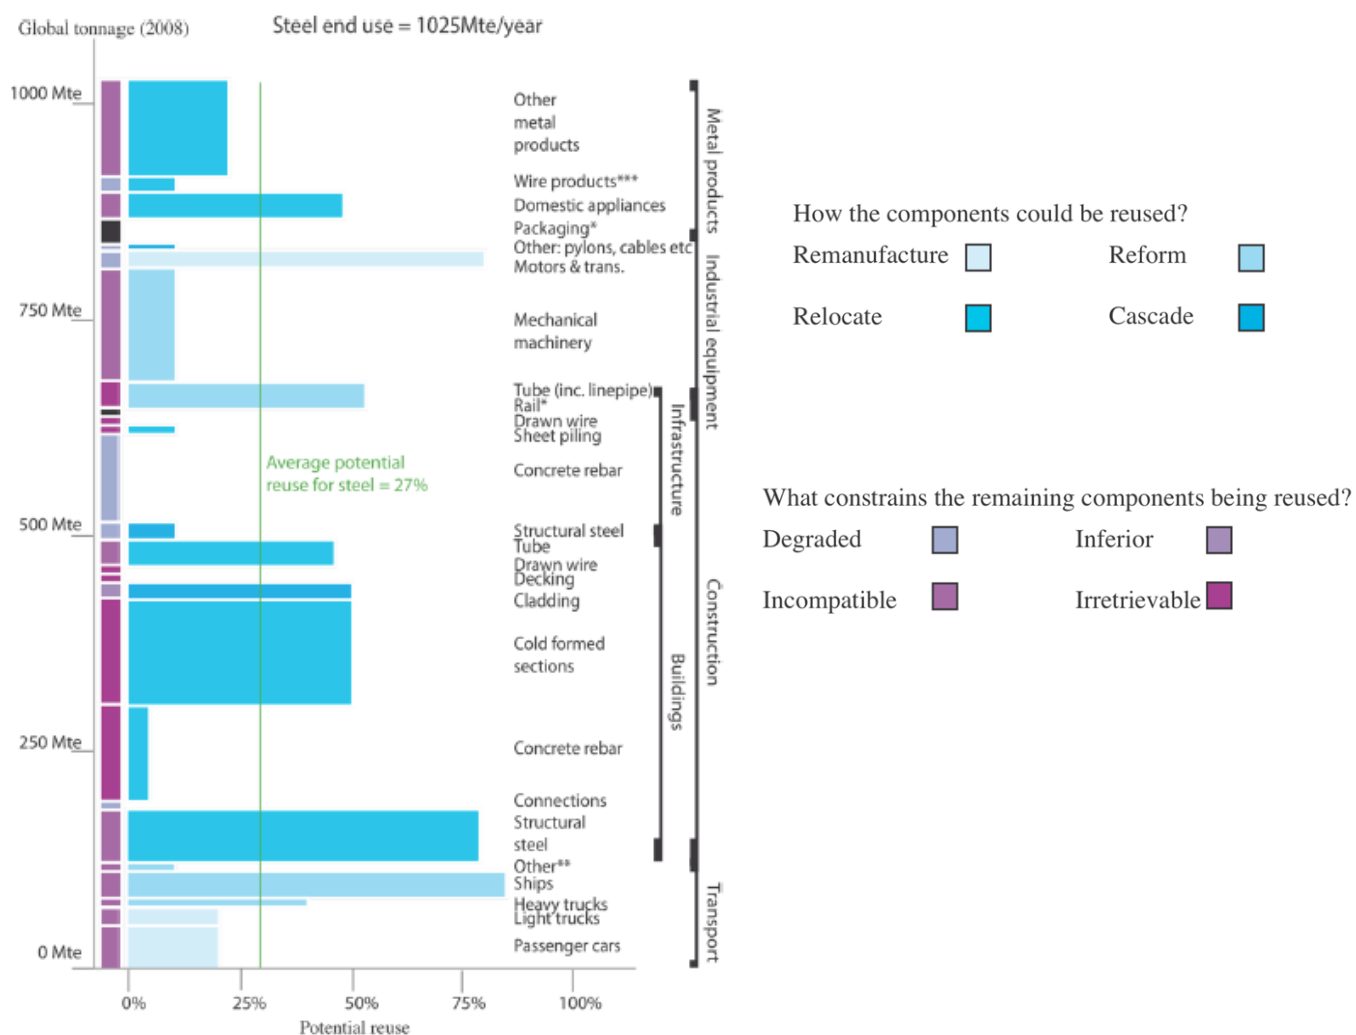 Global tonnage (2008)
Steel end use = 1025Mte/year
1000 Mte
750 Mte
500 Mte
250 Mte
0 Mte
Other
metal
products
Wire products***
Domestic appliances
Packaging*
Other: pylons, cables etc
Motors & trans.
Mechanical
machinery
Tube (inc. linepipe)
Rail*
Drawn wire
Sheet piling
Concrete rebar
Structural steel
Tube
Drawn wire
Decking
Cladding
Cold formed
sections
Concrete rebar
Connections
Structural
steel
Other**
Ships
Heavy trucks
Light trucks
Passenger cars
Average potential
reuse for steel = 27%
Metal products
Industrial equipment
Infrastructure
Construction
Buildings
Transport
0%
25%
50%
75%
100%
Potential reuse
How the components could be reused?
Remanufacture
Reform
Relocate
Cascade
What constrains the remaining components being reused?
Degraded
Inferior
Incompatible
Irretrievable